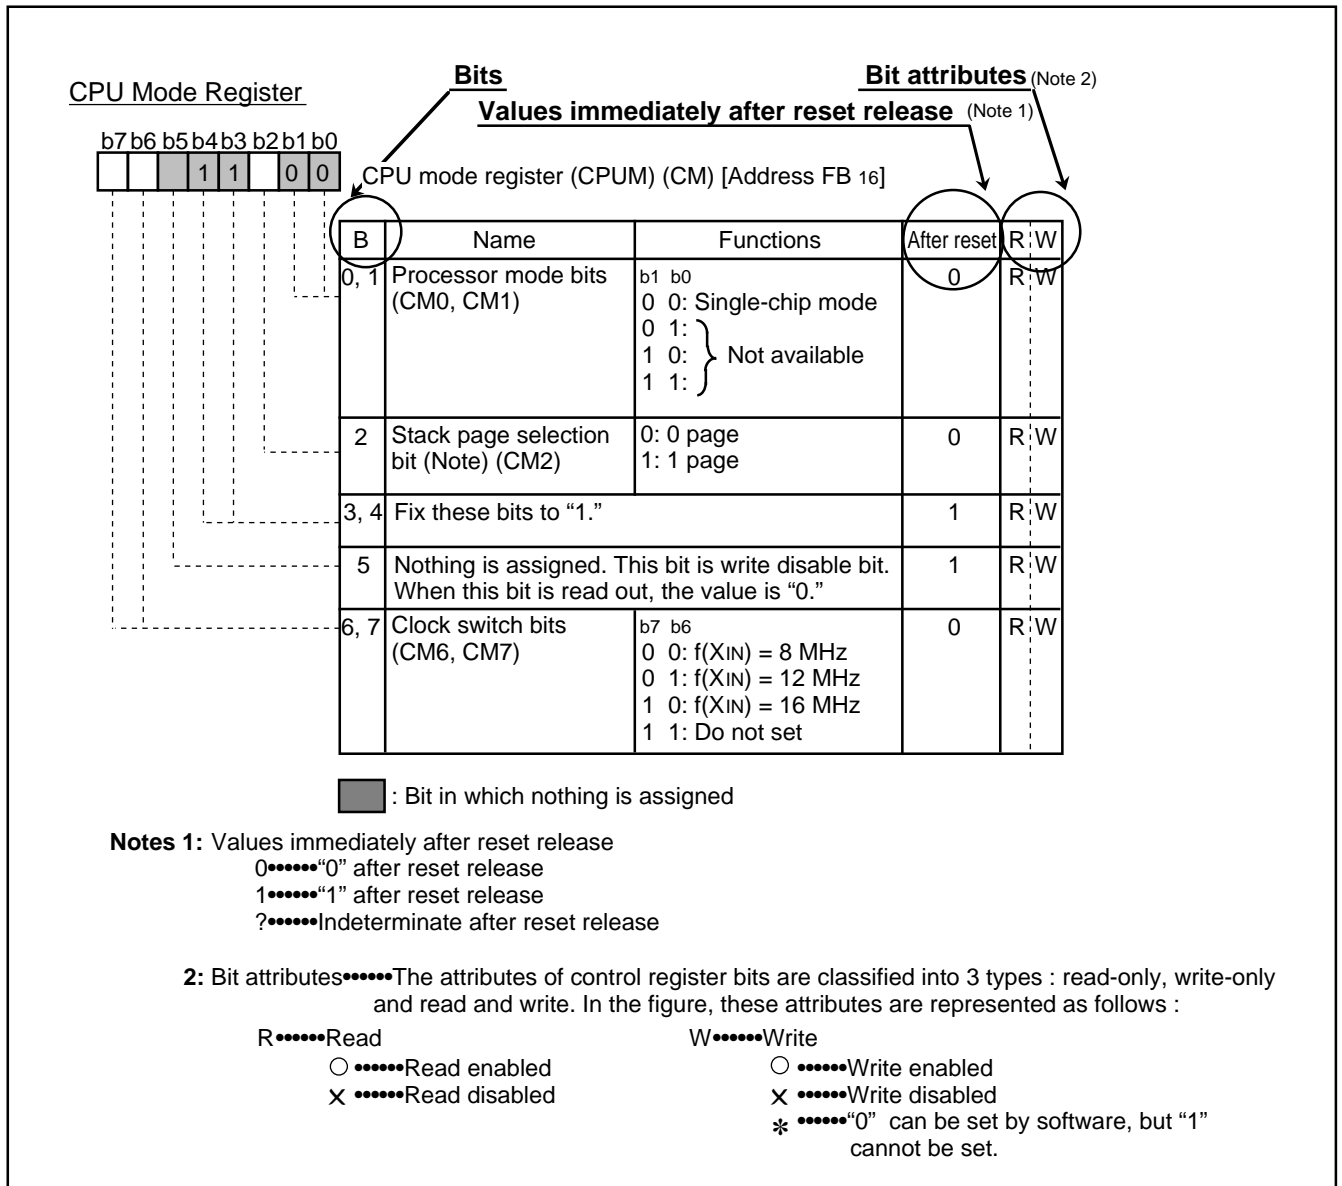 CPU Mode Register
Bits
Bit attributes (Note 2)
Values immediately after reset release (Note 1)
b7 b6 b5 b4 b3 b2 b1 b0
1 1 0 0
CPU mode register (CPUM) (CM) [Address FB 16]
B Name Functions After reset R W
0, 1 Processor mode bits (CM0, CM1)
b1 b0
0 0: Single-chip mode
0 1:
1 0: Not available
1 1:
0 R W
2 Stack page selection bit (Note) (CM2)
0: 0 page
1: 1 page
0 R W
3, 4 Fix these bits to “1.” 1 R W
5 Nothing is assigned. This bit is write disable bit. 1 R W
When this bit is read out, the value is “0.”
6, 7 Clock switch bits (CM6, CM7)
b7 b6
0 0: f(XIN) = 8 MHz
0 1: f(XIN) = 12 MHz
1 0: f(XIN) = 16 MHz
1 1: Do not set
0 R W
: Bit in which nothing is assigned
Notes 1: Values immediately after reset release
0••••••“0” after reset release
1••••••“1” after reset release
?••••••Indeterminate after reset release
2: Bit attributes••••••The attributes of control register bits are classified into 3 types : read-only, write-only
and read and write. In the figure, these attributes are represented as follows :
R••••••Read
○ ••••••Read enabled
× ••••••Read disabled
W••••••Write
○ ••••••Write enabled
× ••••••Write disabled
* ••••••“0” can be set by software, but “1”
cannot be set.